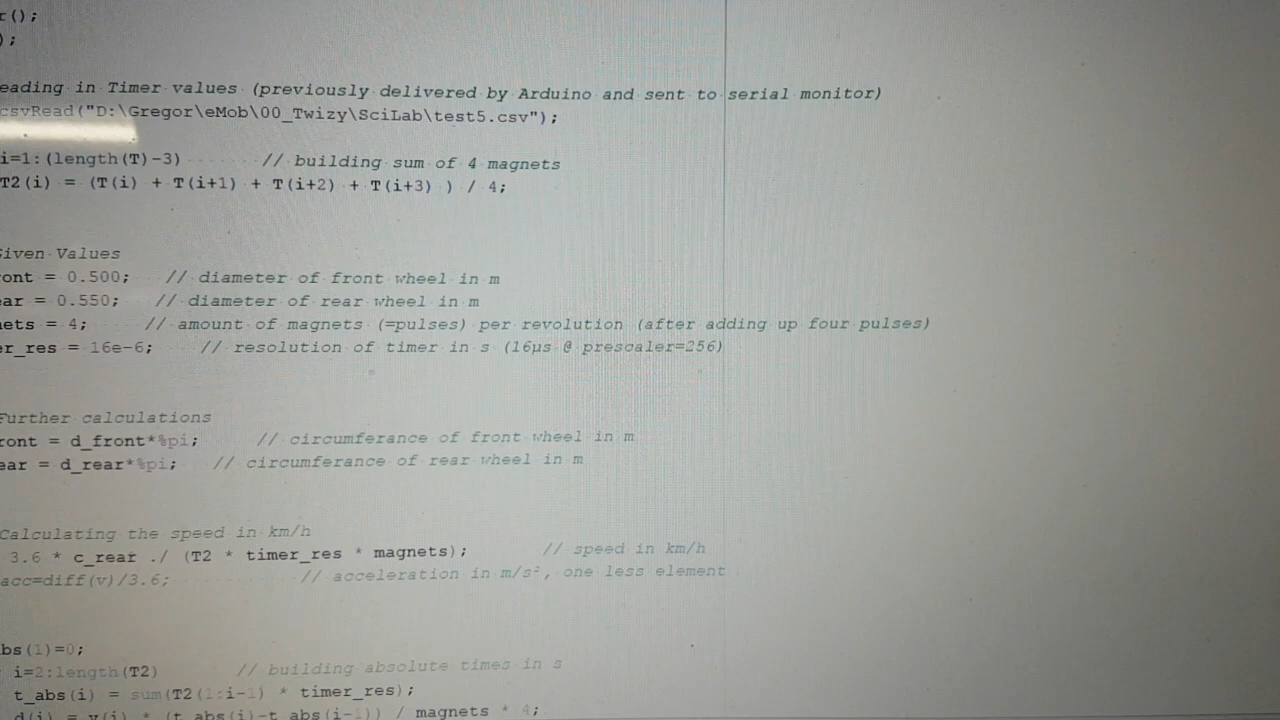 r();
);
eading in Timer values (previously delivered by Arduino and sent to serial monitor)
csvRead("D:\Gregor\eMob\00_Twizy\SciLab\test5.csv");
i=1:(length(T)-3) // building sum of 4 magnets
T2(i) = (T(i) + T(i+1) + T(i+2) + T(i+3) ) / 4;
Given Values
ront = 0.500; // diameter of front wheel in m
ear = 0.550; // diameter of rear wheel in m
nets = 4; // amount of magnets (=pulses) per revolution (after adding up four pulses)
er_res = 16e-6; // resolution of timer in s (16µs @ prescaler=256)
Further calculations
ront = d_front*%pi; // circumferance of front wheel in m
ear = d_rear*%pi; // circumferance of rear wheel in m
Calculating the speed in km/h
3.6 * c_rear ./ (T2 * timer_res * magnets); // speed in km/h
acc=diff(v)/3.6; // acceleration in m/s², one less element
bs(1)=0;
i=2:length(T2) // building absolute times in s
t_abs(i) = sum(T2(1:i-1) * timer_res);
d(i) = v(i) * (t_abs(i)-t_abs(i-1)) / magnets * 4;